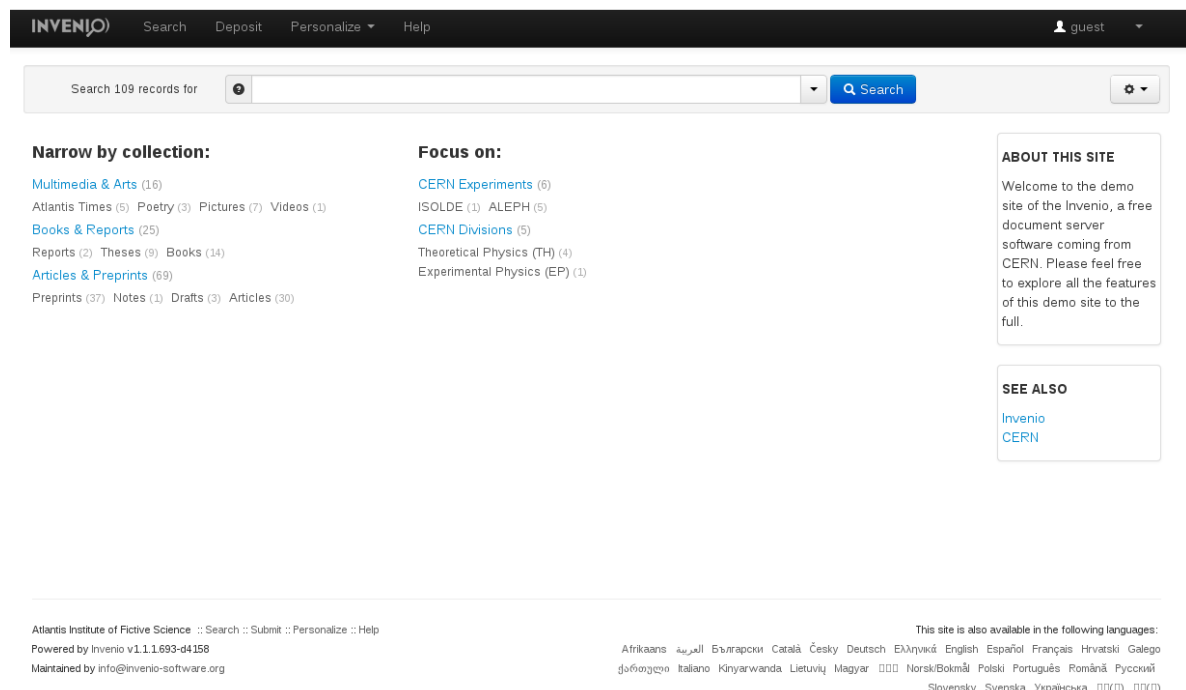 INVENIO Search Deposit Personalize Help guest
Search 109 records for Search
Narrow by collection:
Multimedia & Arts (16)
Atlantis Times (5) Poetry (3) Pictures (7) Videos (1)
Books & Reports (25)
Reports (2) Theses (9) Books (14)
Articles & Preprints (69)
Preprints (37) Notes (1) Drafts (3) Articles (30)
Focus on:
CERN Experiments (6)
ISOLDE (1) ALEPH (5)
CERN Divisions (5)
Theoretical Physics (TH) (4)
Experimental Physics (EP) (1)
ABOUT THIS SITE
Welcome to the demo
site of the Invenio, a free
document server
software coming from
CERN. Please feel free
to explore all the features
of this demo site to the
full.
SEE ALSO
Invenio
CERN
Atlantis Institute of Fictive Science :: Search :: Submit :: Personalize :: Help
Powered by Invenio v1.1.1.693-d4158
Maintained by info@invenio-software.org
This site is also available in the following languages:
Afrikaans العربية Български Català Česky Deutsch Ελληνικά English Español Français Hrvatski Galego
ქართული Italiano Kinyarwanda Lietuvių Magyar Norsk/Bokmål Polski Português Română Русский
Slovensky Svenska Українська